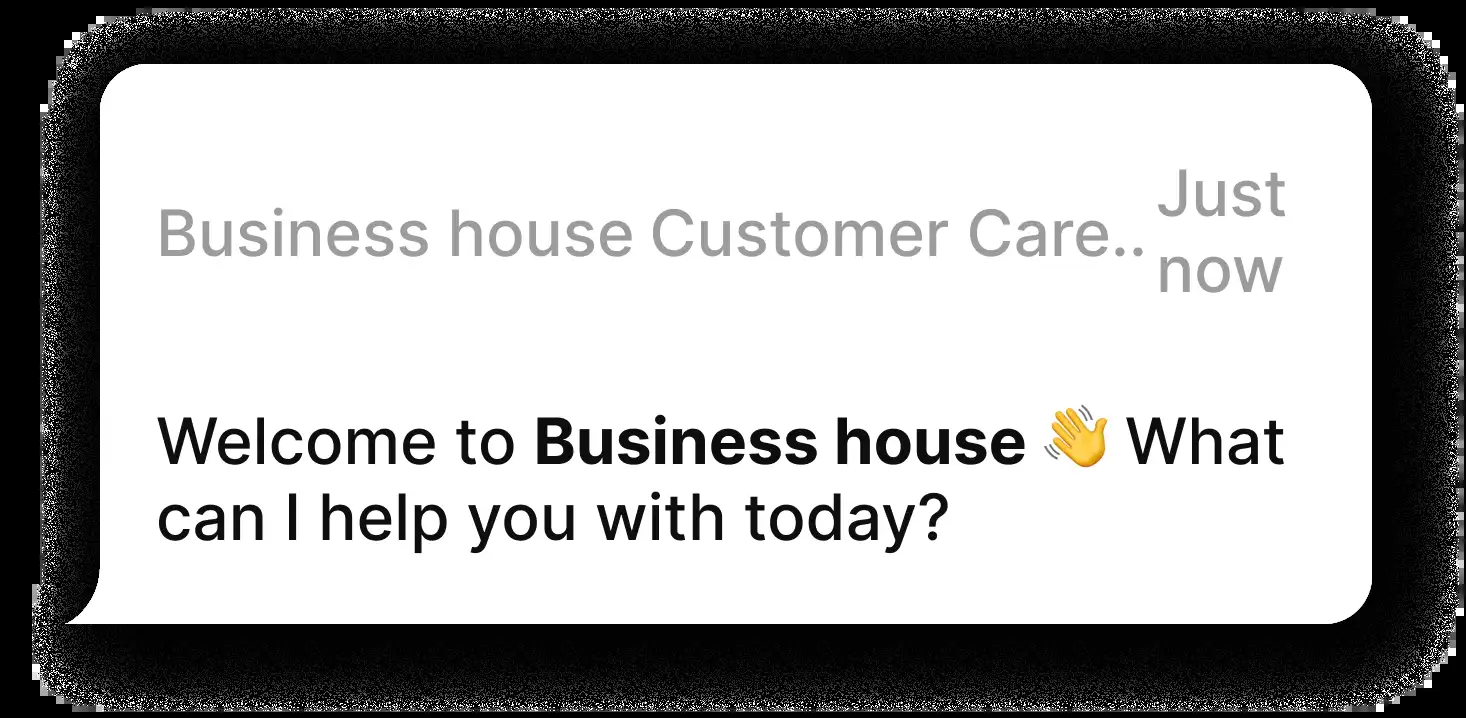 Business house Customer Care.. Just now
Welcome to Business house 👋 What
can I help you with today?